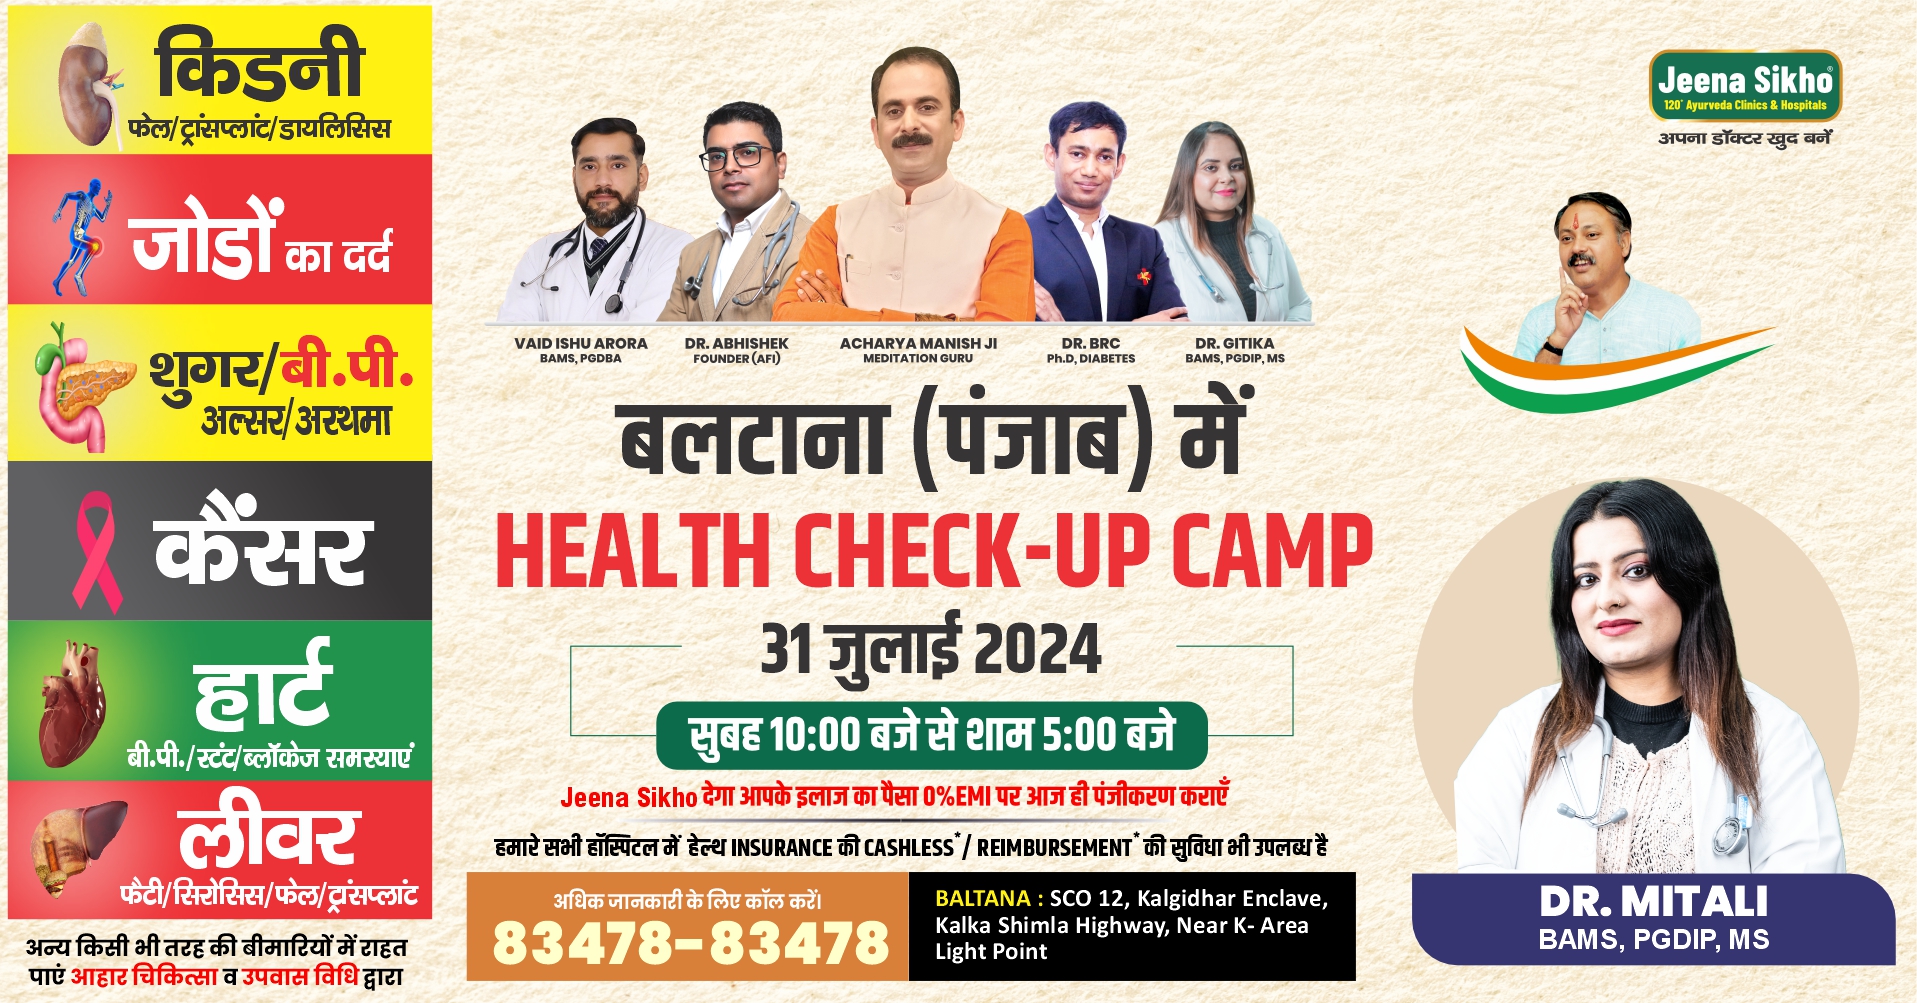 किडनी
फेल/ट्रांसप्लांट/डायलिसिस
जोडों का दर्द
शुगर/बी.पी.
अल्सर/अस्थमा
कैंसर
हार्ट
बी.पी./स्टंट/ब्लॉकेज समस्याएं
लीवर
फैटी/सिरोसिस/फेल/ट्रांसप्लांट
अन्य किसी भी तरह की बीमारियों में राहत
पाएं आहार चिकित्सा व उपवास विधि द्वारा
VAID ISHU ARORA
BAMS, PGDBA
DR. ABHISHEK
FOUNDER (AFI)
ACHARYA MANISH JI
MEDITATION GURU
DR. BRC
Ph.D, DIABETES
DR. GITIKA
BAMS, PGDIP, MS
बलटाना (पंजाब) में
HEALTH CHECK-UP CAMP
31 जुलाई 2024
सुबह 10:00 बजे से शाम 5:00 बजे
Jeena Sikho देगा आपके इलाज का पैसा 0%EMI पर आज ही पंजीकरण कराएँ
हमारे सभी हॉस्पिटल में हेल्थ INSURANCE की CASHLESS*/ REIMBURSEMENT* की सुविधा भी उपलब्ध है
अधिक जानकारी के लिए कॉल करें।
83478-83478
BALTANA : SCO 12, Kalgidhar Enclave,
Kalka Shimla Highway, Near K- Area
Light Point
Jeena Sikho®
120+ Ayurveda Clinics & Hospitals
अपना डॉक्टर खुद बनें
DR. MITALI
BAMS, PGDIP, MS